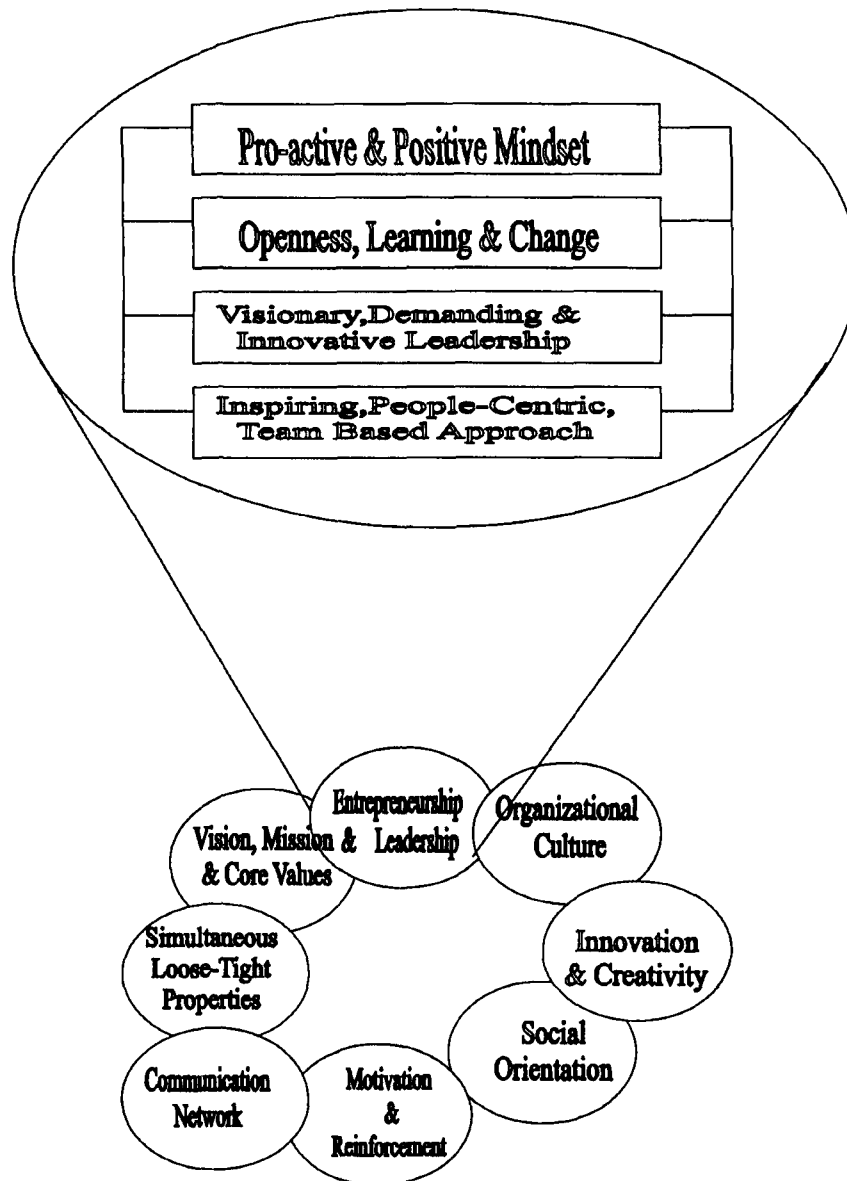 Pro-active & Positive Mindset
Openness, Learning & Change
Visionary,Demanding &
Innovative Leadership
Inspiring,People-Centric,
Team Based Approach
Entrepreneurship
& Leadership
Organizational
Culture
Vision, Mission
& Core Values
Innovation
& Creativity
Simultaneous
Loose-Tight
Properties
Social
Orientation
Communication
Network
Motivation
&
Reinforcement